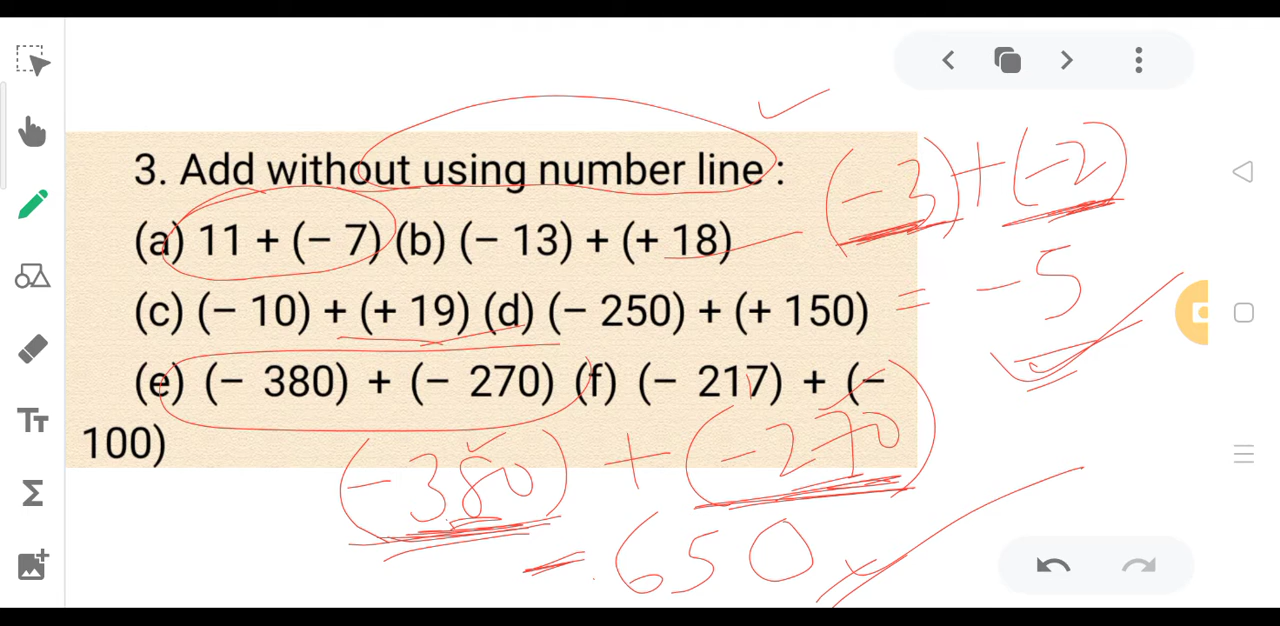 3. Add without using number line :
(a) 11 + (– 7) (b) (– 13) + (+ 18)
(c) (– 10) + (+ 19) (d) (– 250) + (+ 150)
(e) (– 380) + (– 270) (f) (– 217) + (–
100)
(-3)+(-2)
= -5
(-380) + (-270)
- 650
Tт
Σ